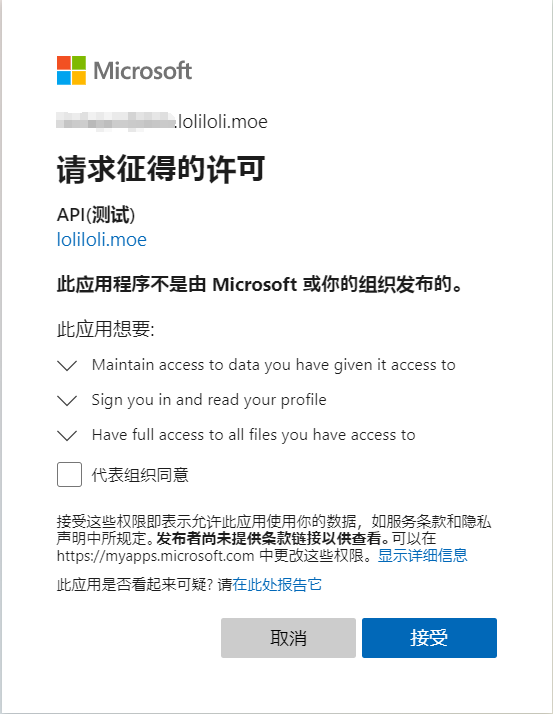 Microsoft
.loliloli.moe
请求征得的许可
API(测试)
loliloli.moe
此应用程序不是由 Microsoft 或你的组织发布的。
此应用想要:
Maintain access to data you have given it access to
Sign you in and read your profile
Have full access to all files you have access to
代表组织同意
接受这些权限即表示允许此应用使用你的数据，如服务条款和隐私
声明中所规定。发布者尚未提供条款链接以供查看。可以在
https://myapps.microsoft.com 中更改这些权限。显示详细信息
此应用是否看起来可疑? 请在此处报告它
取消
接受